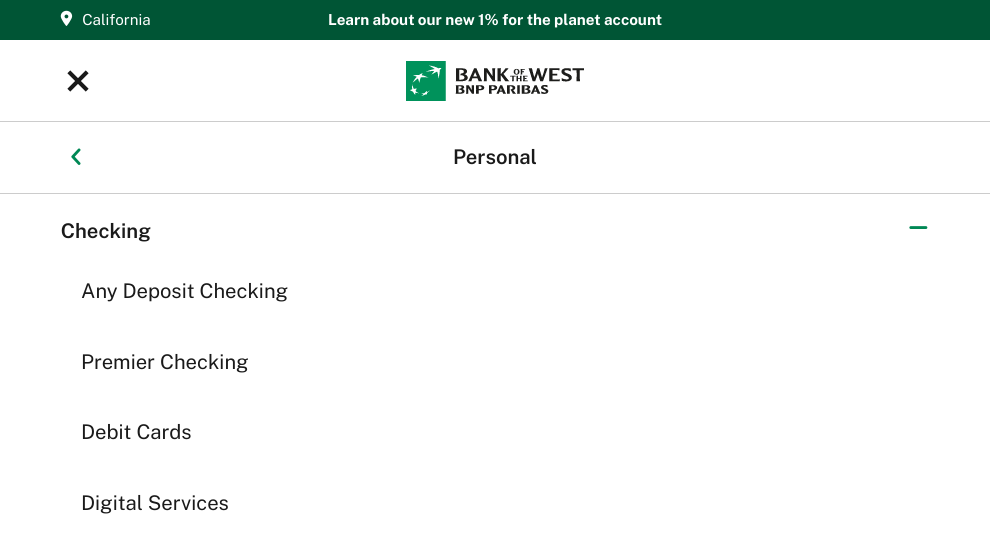 California
Learn about our new 1% for the planet account
BANK OF THE WEST
BNP PARIBAS
Personal
Checking
Any Deposit Checking
Premier Checking
Debit Cards
Digital Services